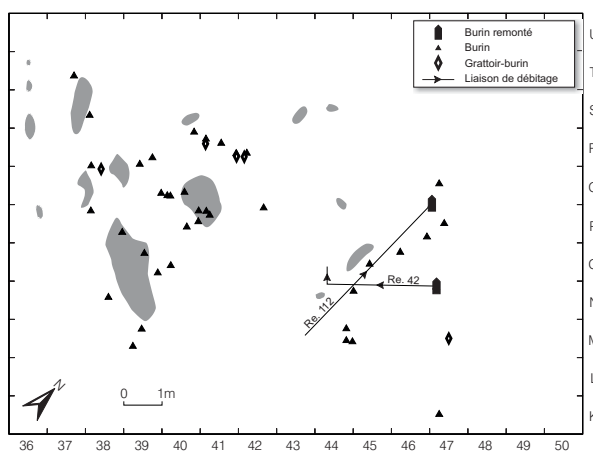 Burin remonté
Burin
Grattoir-burin
Liaison de débitage
T
S
R
Q
P
O
N
M
L
K
Re. 42
Re. 112
N
0 1m
36 37 38 39 40 41 42 43 44 45 46 47 48 49 50